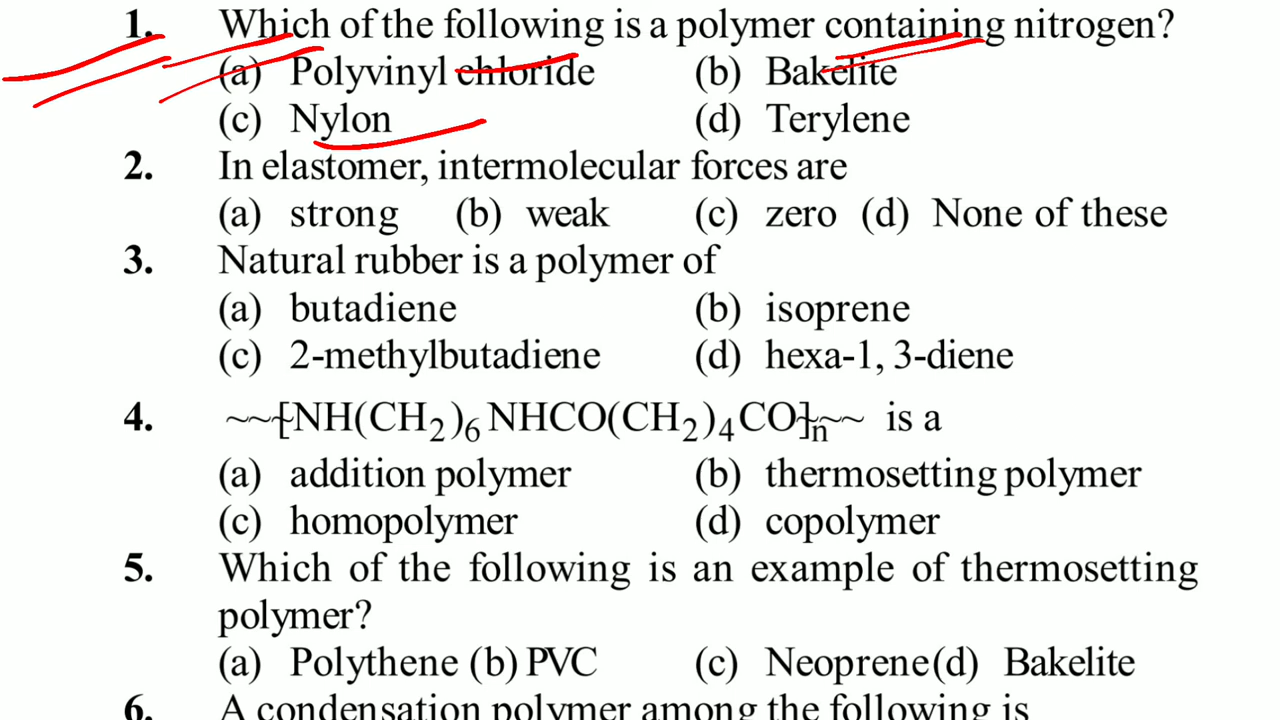 1. Which of the following is a polymer containing nitrogen?
(a) Polyvinyl chloride (b) Bakelite
(c) Nylon (d) Terylene
2. In elastomer, intermolecular forces are
(a) strong (b) weak (c) zero (d) None of these
3. Natural rubber is a polymer of
(a) butadiene (b) isoprene
(c) 2-methylbutadiene (d) hexa-1, 3-diene
4. ~~[NH(CH₂)₆NHCO(CH₂)₄CO]ₙ~~ is a
(a) addition polymer (b) thermosetting polymer
(c) homopolymer (d) copolymer
5. Which of the following is an example of thermosetting
polymer?
(a) Polythene (b) PVC (c) Neoprene (d) Bakelite
6. A condensation polymer among the following is